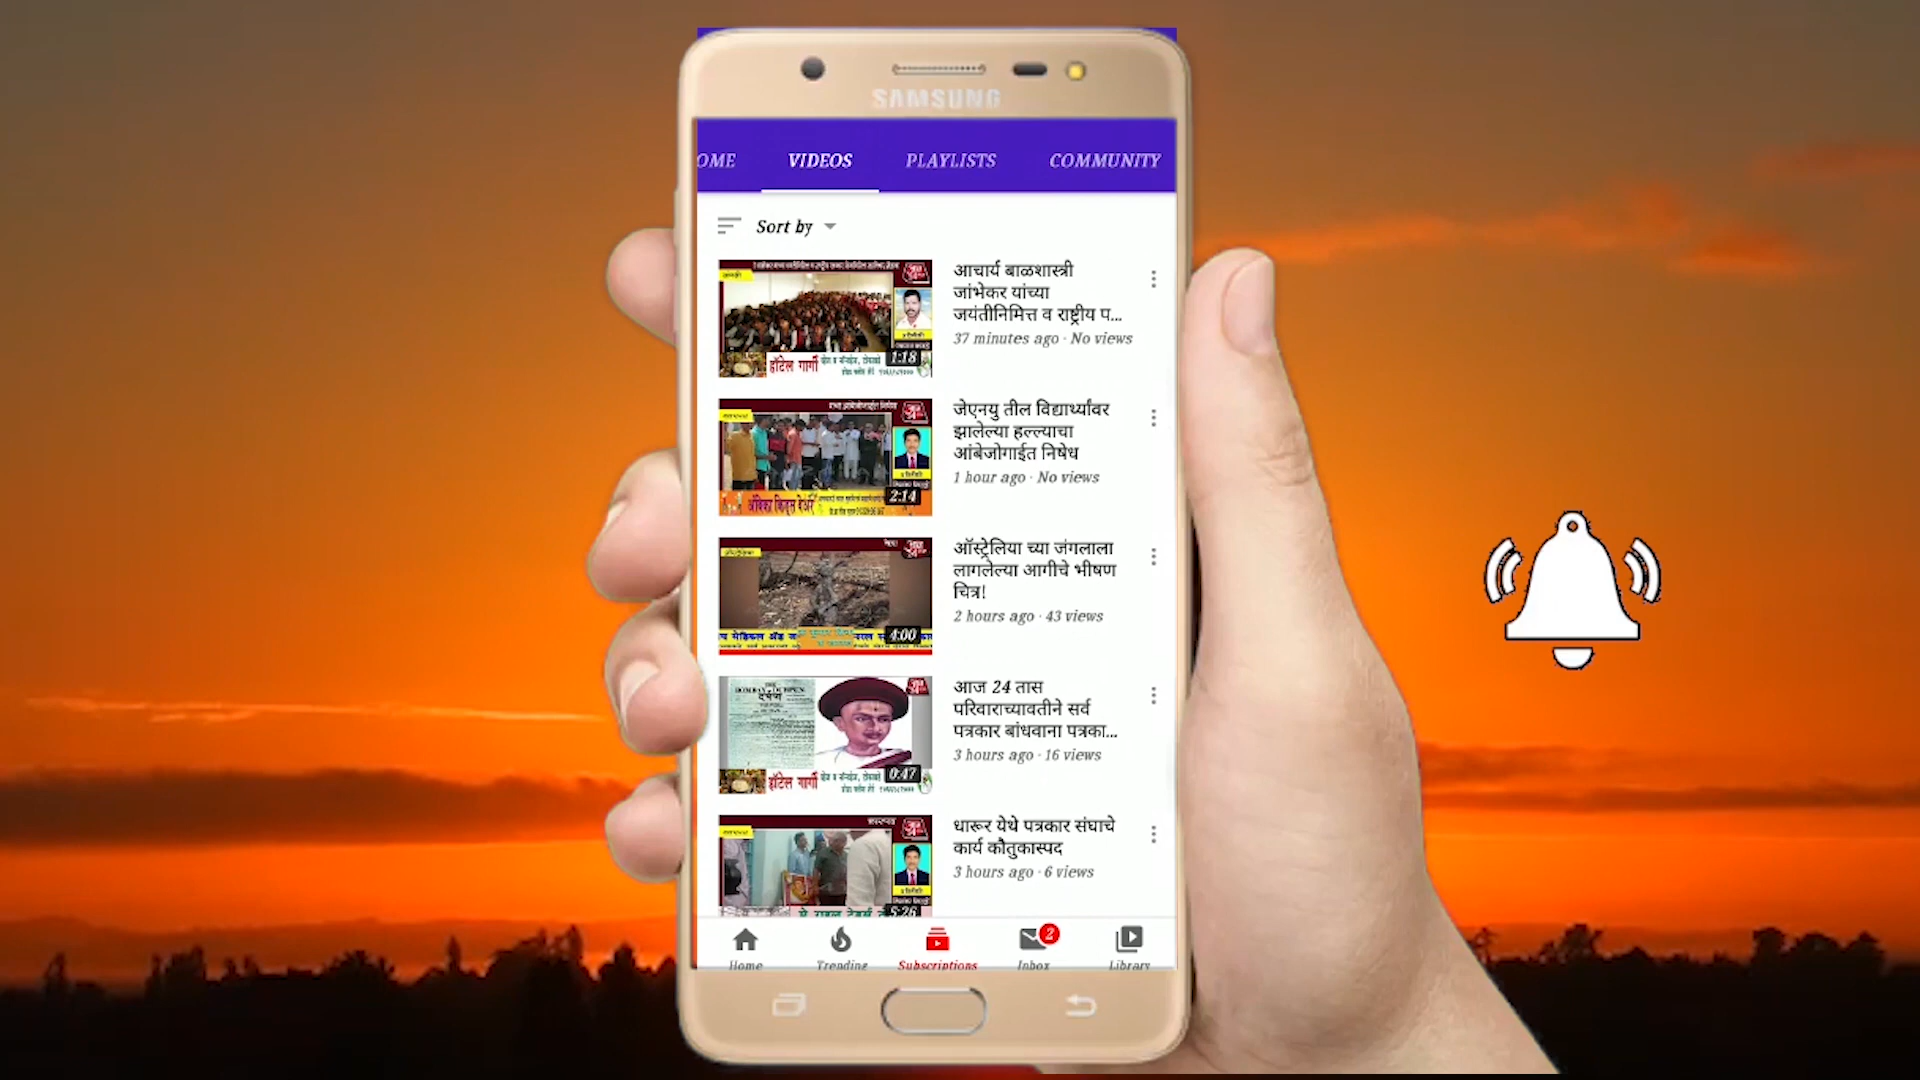 SAMSUNG
OME VIDEOS PLAYLISTS COMMUNITY
Sort by
आचार्य बाळशास्त्री
जांभेकर यांच्या
जयंतीनिमित्त व राष्ट्रीय प...
37 minutes ago · No views
1:18
हॉटेल गार्गी
जेएनयु तील विद्यार्थ्यांवर
झालेल्या हल्ल्याचा
आंबेजोगाईत निषेध
1 hour ago · No views
2:14
अंबिका किड्स वेअर
ऑस्ट्रेलिया च्या जंगलाला
लागलेल्या आगीचे भीषण
चित्र!
2 hours ago · 43 views
4:00
आज 24 तास
परिवाराच्यावतीने सर्व
पत्रकार बांधवाना पत्रका...
3 hours ago · 16 views
0:47
हॉटेल गार्गी
धारूर येथे पत्रकार संघाचे
कार्य कौतुकास्पद
3 hours ago · 6 views
5:26
2
Home Trending Subscriptions Inbox Library